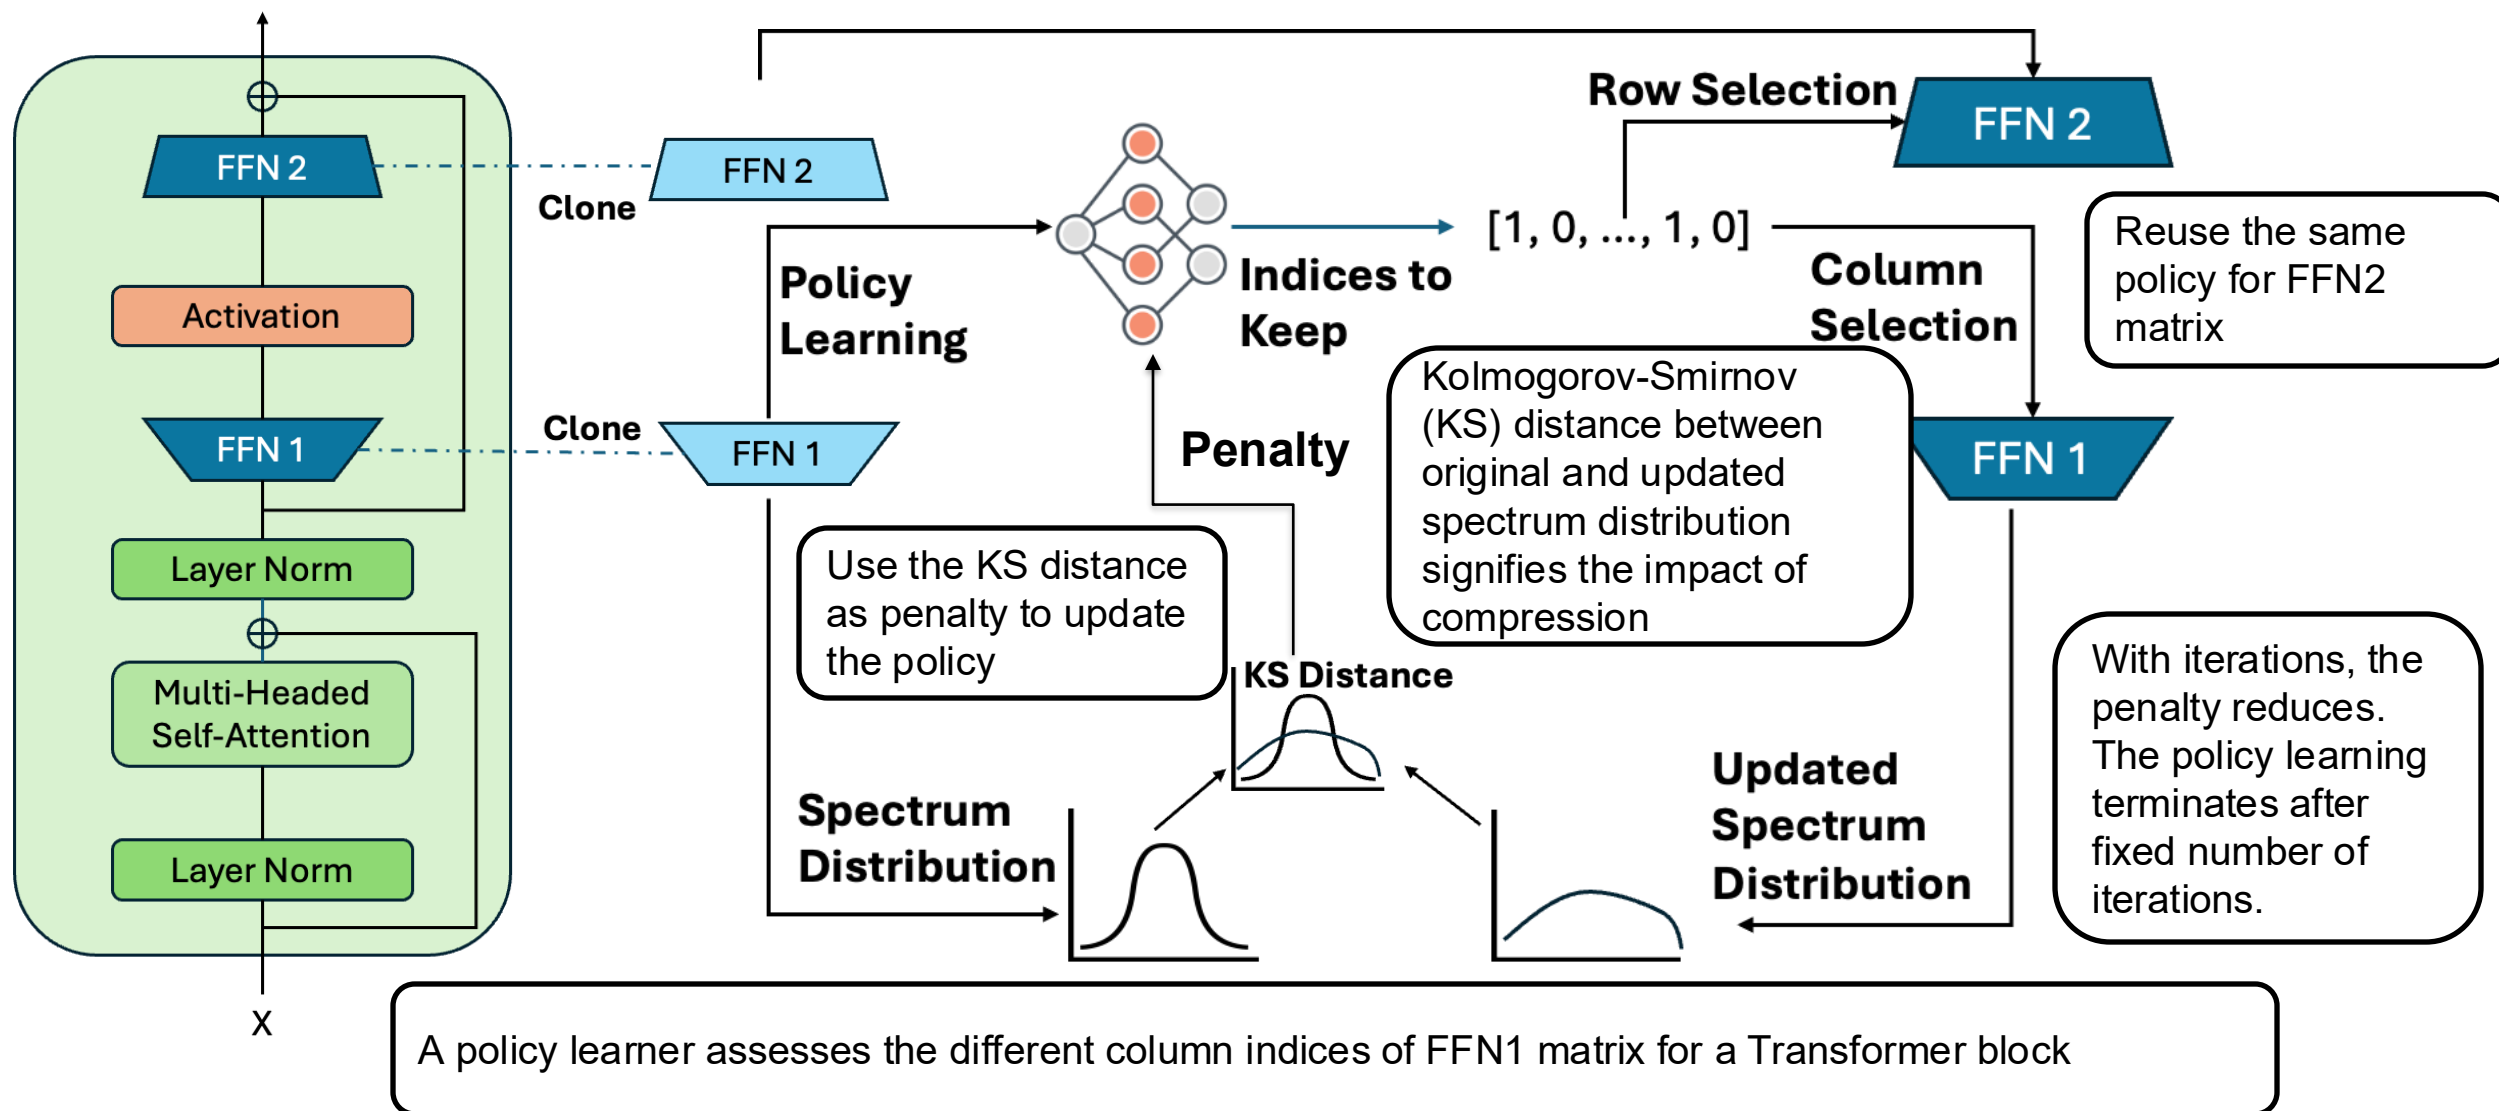 FFN 2
Activation
FFN 1
Layer Norm
Multi-Headed
Self-Attention
Layer Norm
x
Clone
FFN 2
Clone
FFN 1
Policy
Learning
Indices to
Keep
[1, 0, ..., 1, 0]
Row Selection
FFN 2
Column
Selection
FFN 1
Reuse the same
policy for FFN2
matrix
Kolmogorov-Smirnov
(KS) distance between
original and updated
spectrum distribution
signifies the impact of
compression
Penalty
Use the KS distance
as penalty to update
the policy
KS Distance
Spectrum
Distribution
Updated
Spectrum
Distribution
With iterations, the
penalty reduces.
The policy learning
terminates after
fixed number of
iterations.
A policy learner assesses the different column indices of FFN1 matrix for a Transformer block